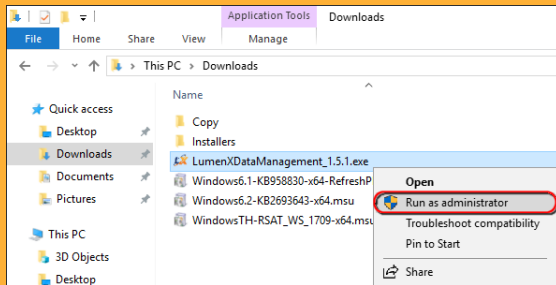 Application Tools Downloads
File Home Share View Manage
This PC > Downloads
Name
Quick access
Desktop
Downloads
Documents
Pictures
This PC
3D Objects
Desktop
Copy
Installers
LumenXDataManagement_1.5.1.exe
Windows6.1-KB958830-x64-RefreshP
Windows6.2-KB2693643-x64.msu
WindowsTH-RSAT_WS_1709-x64.msu
Open
Run as administrator
Troubleshoot compatibility
Pin to Start
Share